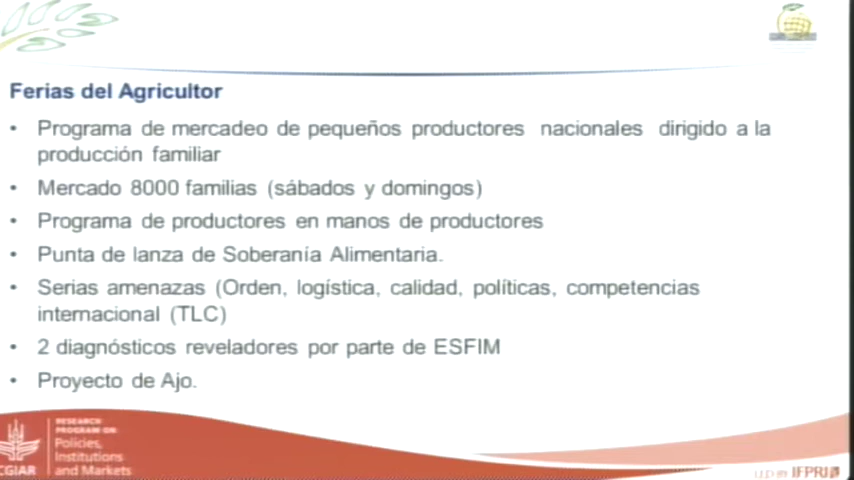 Ferias del Agricultor
• Programa de mercadeo de pequeños productores nacionales dirigido a la
producción familiar
• Mercado 8000 familias (sábados y domingos)
• Programa de productores en manos de productores
• Punta de lanza de Soberanía Alimentaria.
• Serias amenazas (Orden, logística, calidad, políticas, competencias
internacional (TLC)
• 2 diagnósticos reveladores por parte de ESFIM
• Proyecto de Ajo.
RESEARCH
PROGRAM ON
Policies,
Institutions
and Markets
CGIAR
IFPRI